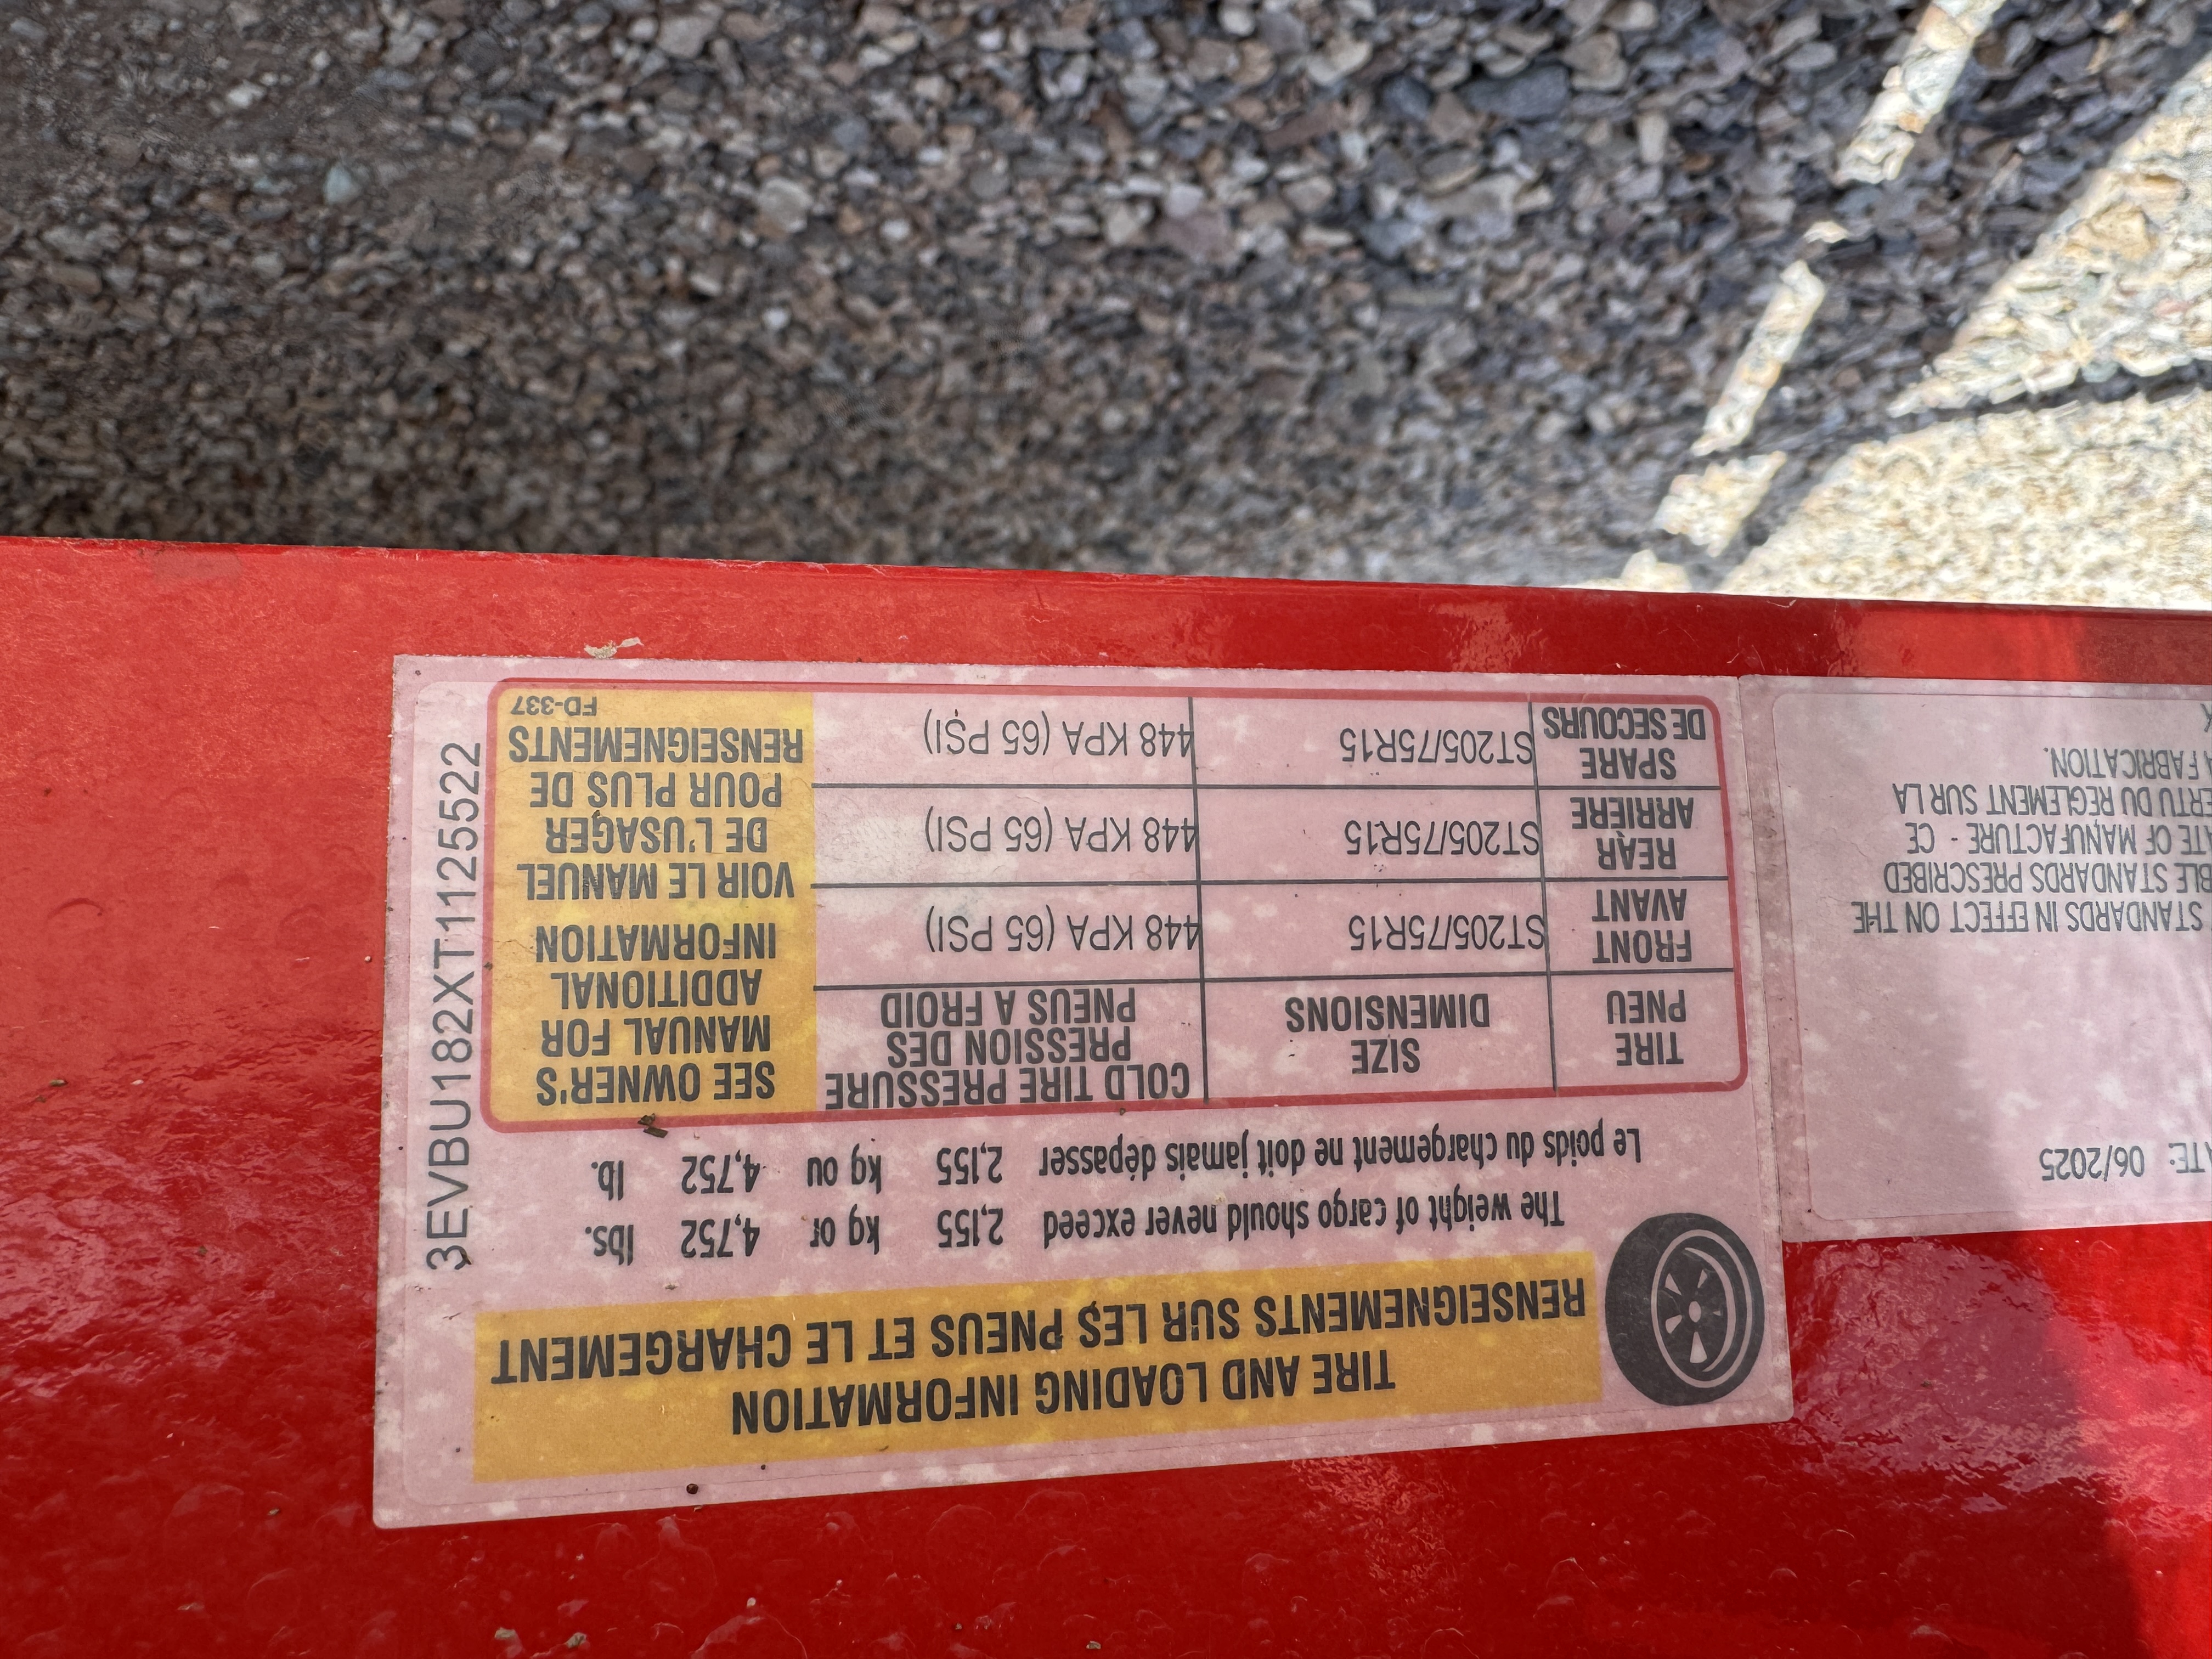 TIRE AND LOADING INFORMATION
RENSEIGNEMENTS SUR LES PNEUS ET LE CHARGEMENT
The weight of cargo should never exceed 2,155 kg or 4,752 lbs.
Le poids du chargement ne doit jamais dépasser 2,155 kg ou 4,752 lb.
TIRE
PNEU
SIZE
DIMENSIONS
COLD TIRE PRESSURE
PRESSION DES
PNEUS A FROID
FRONT
AVANT
ST205/75R15
448 KPA (65 PSI)
REAR
ARRIERE
ST205/75R15
448 KPA (65 PSI)
SPARE
DE SECOURS
ST205/75R15
448 KPA (65 PSI)
SEE OWNER'S
MANUAL FOR
ADDITIONAL
INFORMATION
VOIR LE MANUEL
DE L'USAGER
POUR PLUS DE
RENSEIGNEMENTS
FD-337
3EVBU182XT1125522
06/2025
STANDARDS IN EFFECT ON THE
STANDARDS PRESCRIBED
OF MANUFACTURE - CE
DU REGLEMENT SUR LA
FABRICATION.